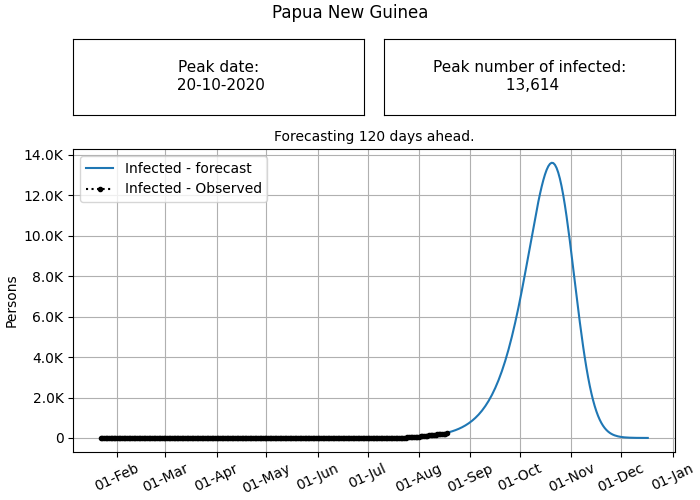 Papua New Guinea
Peak date:
20-10-2020
Peak number of infected:
13,614
Forecasting 120 days ahead.
Infected - forecast
Infected - Observed
Persons
14.0K
12.0K
10.0K
8.0K
6.0K
4.0K
2.0K
0
01-Feb
01-Mar
01-Apr
01-May
01-Jun
01-Jul
01-Aug
01-Sep
01-Oct
01-Nov
01-Dec
01-Jan